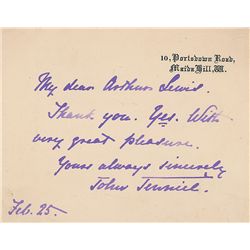 10, Portsdown Road,
Maida Hill, W.
My dear Arthur Lewis.
Thank you. Yes. With
very great pleasure.
Yours always sincerely
John Tenniel.
Feb. 25.